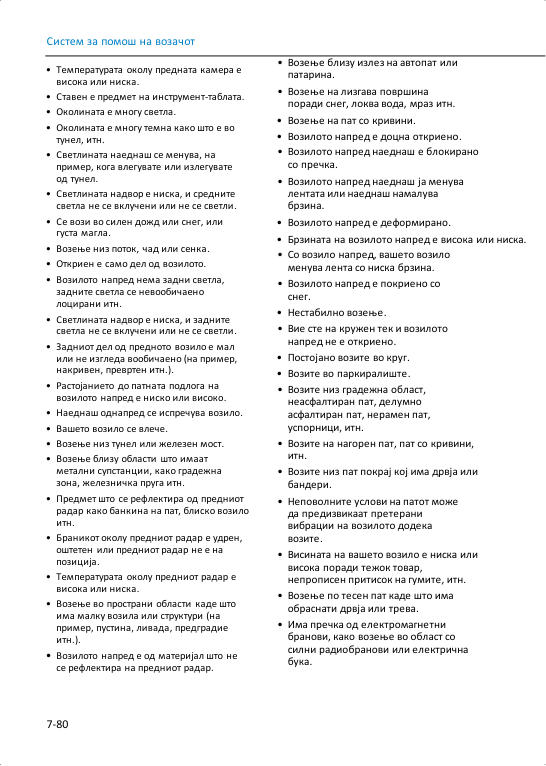 Систем за помош на возачот
• Температурата околу предната камера е
висока или ниска.
• Ставен е предмет на инструмент-таблата.
• Околината е многу светла.
• Околината е многу темна како што е во
тунел, итн.
• Светлината наеднаш се менува, на
пример, кога влегувате или излегувате
од тунел.
• Светлината надвор е ниска, и средните
светла не се вклучени или не се светли.
• Се вози во силен дожд или снег, или
густа магла.
• Возење низ поток, чад или сенка.
• Откриен е само дел од возилото.
• Возилото напред нема задни светла,
задните светла се невообичаено
лоцирани итн.
• Светлината надвор е ниска, и задните
светла не се вклучени или не се светли.
• Задниот дел од предното возило е мал
или не изгледа вообичаено (на пример,
накривен, превртен итн.).
• Растојанието до патната подлога на
возилото напред е ниско или високо.
• Наеднаш однапред се испречува возило.
• Вашето возило се влече.
• Возење низ тунел или железен мост.
• Возење близу области што имаат
метални супстанции, како градежна
зона, железничка пруга итн.
• Предмет што се рефлектира од предниот
радар како банкина на пат, блиско возило
итн.
• Браникот околу предниот радар е удрен,
оштетен или предниот радар не е на
позиција.
• Температурата околу предниот радар е
висока или ниска.
• Возење во пространи области каде што
има малку возила или структури (на
пример, пустина, ливада, предградие
итн.).
• Возилото напред е од материјал што не
се рефлектира на предниот радар.
• Возење близу излез на автопат или
патарина.
• Возење на лизгава површина
поради снег, локва вода, мраз итн.
• Возење на пат со кривини.
• Возилото напред е доцна откриено.
• Возилото напред наеднаш е блокирано
со пречка.
• Возилото напред наеднаш ја менува
лентата или наеднаш намалува
брзина.
• Возилото напред е деформирано.
• Брзината на возилото напред е висока или ниска.
• Со возило напред, вашето возило
менува лента со ниска брзина.
• Возилото напред е покриено со
снег.
• Нестабилно возење.
• Вие сте на кружен тек и возилото
напред не е откриено.
• Постојано возите во круг.
• Возите во паркиралиште.
• Возите низ градежна област,
неасфалтиран пат, делумно
асфалтиран пат, нерамен пат,
успорници, итн.
• Возите на нагорен пат, пат со кривини,
итн.
• Возите низ пат покрај кој има дрвја или
бандери.
• Неповолните услови на патот може
да предизвикаат претерани
вибрации на возилото додека
возите.
• Висината на вашето возило е ниска или
висока поради тежок товар,
непрописен притисок на гумите, итн.
• Возење по тесен пат каде што има
обраснати дрвја или трева.
• Има пречка од електромагнетни
бранови, како возење во област со
силни радиобранови или електрична
бука.
7-80